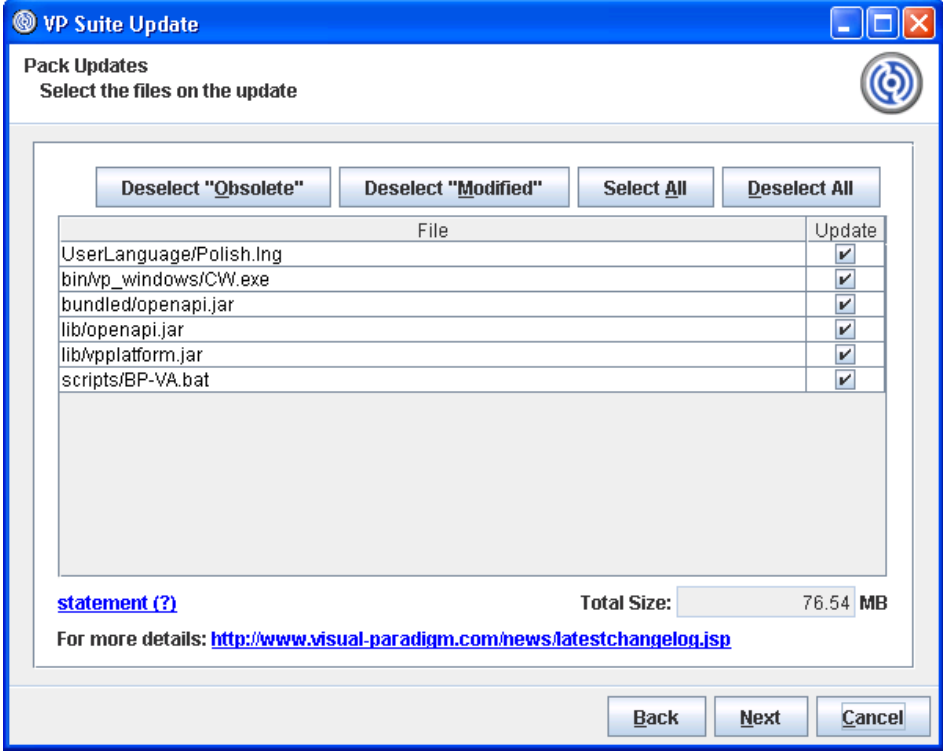 VP Suite Update
Pack Updates
Select the files on the update
Deselect "Obsolete" Deselect "Modified" Select All Deselect All
File Update
UserLanguage/Polish.lng
bin/vp_windows/CW.exe
bundled/openapi.jar
lib/openapi.jar
lib/vpplatform.jar
scripts/BP-VA.bat
statement (?) Total Size: 76.54 MB
For more details: http://www.visual-paradigm.com/news/latestchangelog.jsp
Back Next Cancel